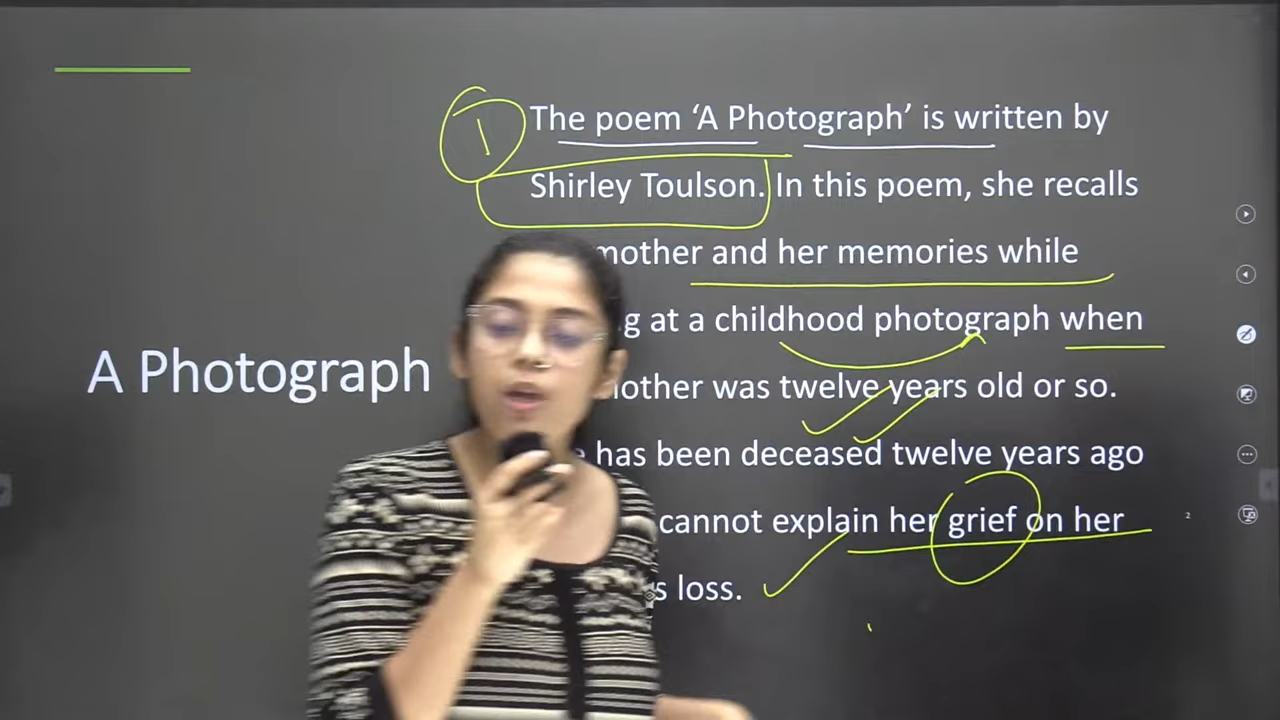 A Photograph
1
The poem ‘A Photograph’ is written by
Shirley Toulson. In this poem, she recalls
mother and her memories while
at a childhood photograph when
was twelve years old or so.
has been deceased twelve years ago
cannot explain her grief on her
loss.
2